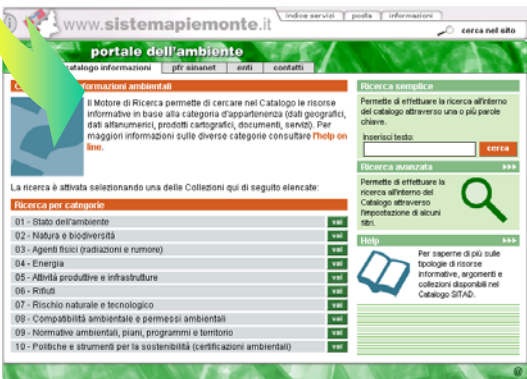 www.sistemapiemonte.it
indice servizi posta informazioni
cerca nel sito
portale dell'ambiente
catalogo informazioni pfr sinanet enti contatti
formazioni ambientali
Il Motore di Ricerca permette di cercare nel Catalogo le risorse
informative in base alla categoria d'appartenenza (dati geografici,
dati alfanumerici, prodotti cartografici, documenti, servizi). Per
maggiori informazioni sulle diverse categorie consultare l'help on
line.
La ricerca è attivata selezionando una delle Collezioni qui di seguito elencate:
Ricerca per categorie
01 - Stato dell'ambiente vai
02 - Natura e biodiversità vai
03 - Agenti fisici (radiazioni e rumore) vai
04 - Energia vai
05 - Attività produttive e infrastrutture vai
06 - Rifiuti vai
07 - Rischio naturale e tecnologico vai
08 - Compatibilità ambientale e permessi ambientali vai
09 - Normative ambientali, piani, programmi e territorio vai
10 - Politiche e strumenti per la sostenibilità (certificazioni ambientali) vai
Ricerca semplice
Permette di effettuare la ricerca all'interno
del catalogo attraverso una o più parole
chiave.
Inserisci testo:
cerca
Ricerca avanzata
Permette di effettuare la
ricerca all'interno del
Catalogo attraverso
l'impostazione di alcuni
filtri.
Help
Per saperne di più sulle
tipologie di risorse
informative, argomenti e
collezioni disponibili nel
Catalogo SITAD.